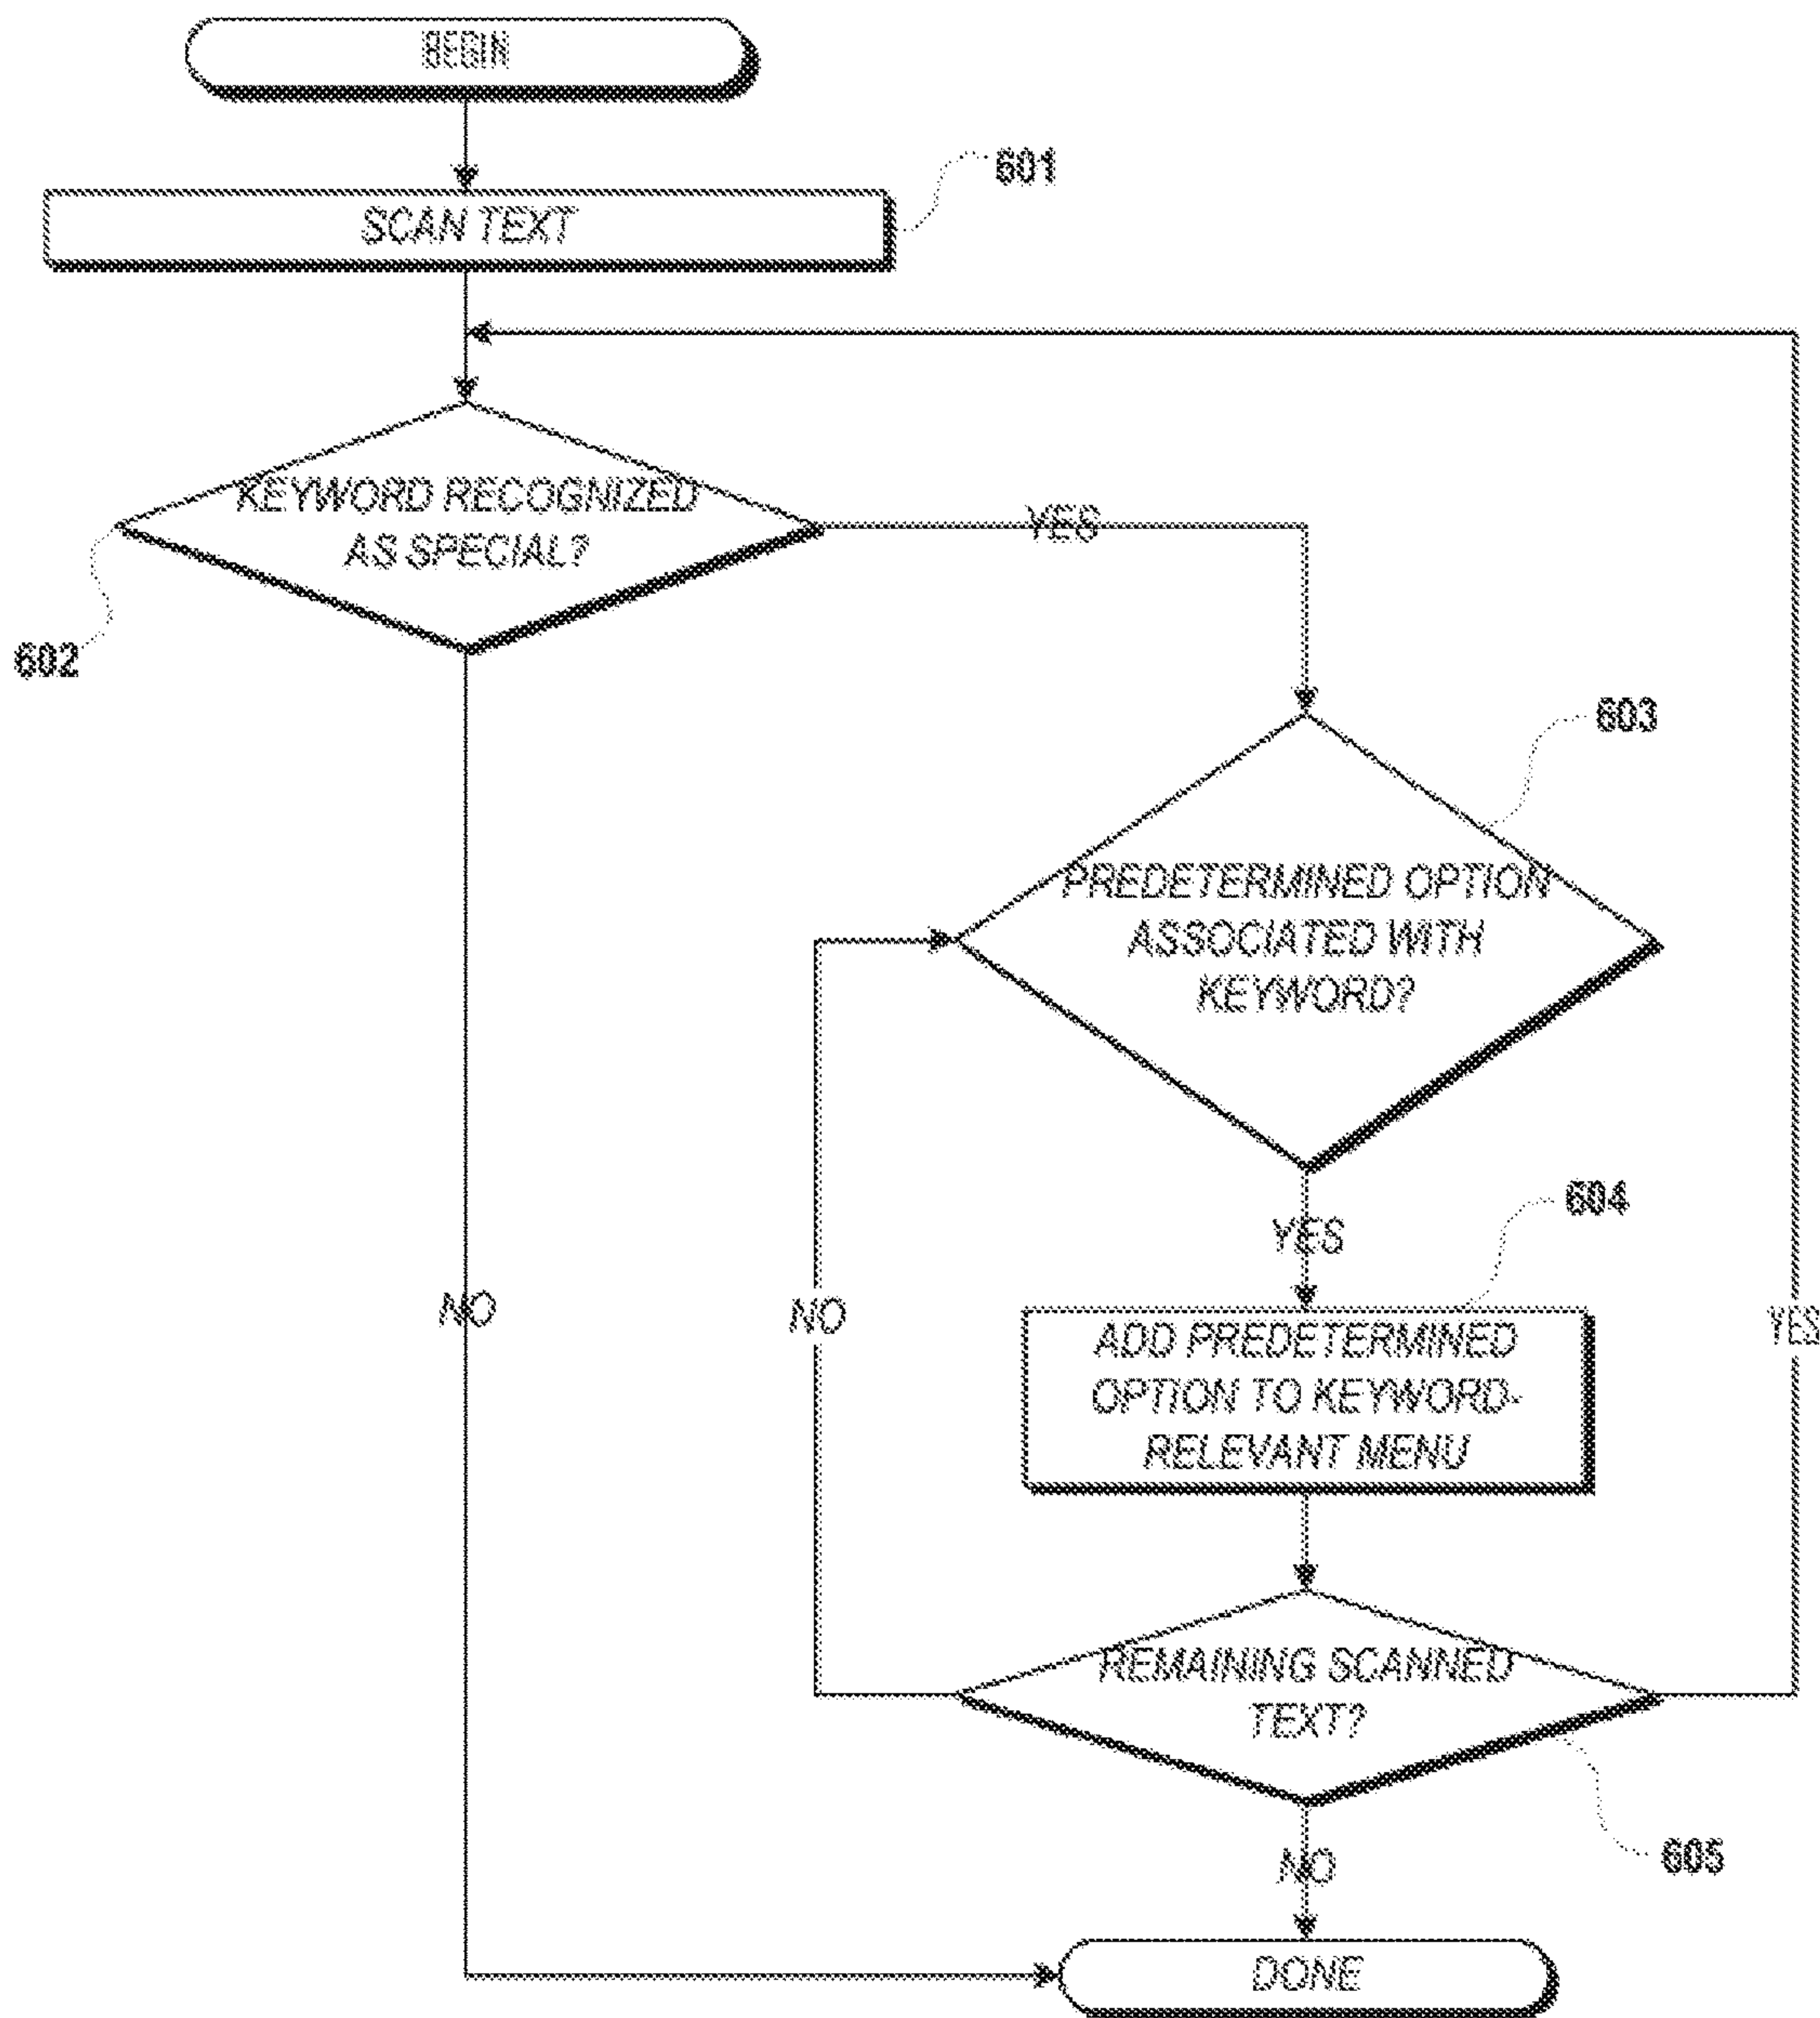 BEGIN
601
SCAN TEXT
KEYWORD RECOGNIZED
AS SPECIAL?
YES
602
603
PREDETERMINED OPTION
ASSOCIATED WITH
KEYWORD?
604
YES
NO
NO
YES
ADD PREDETERMINED
OPTION TO KEYWORD-
RELEVANT MENU
REMAINING SCANNED
TEXT?
605
NO
DONE